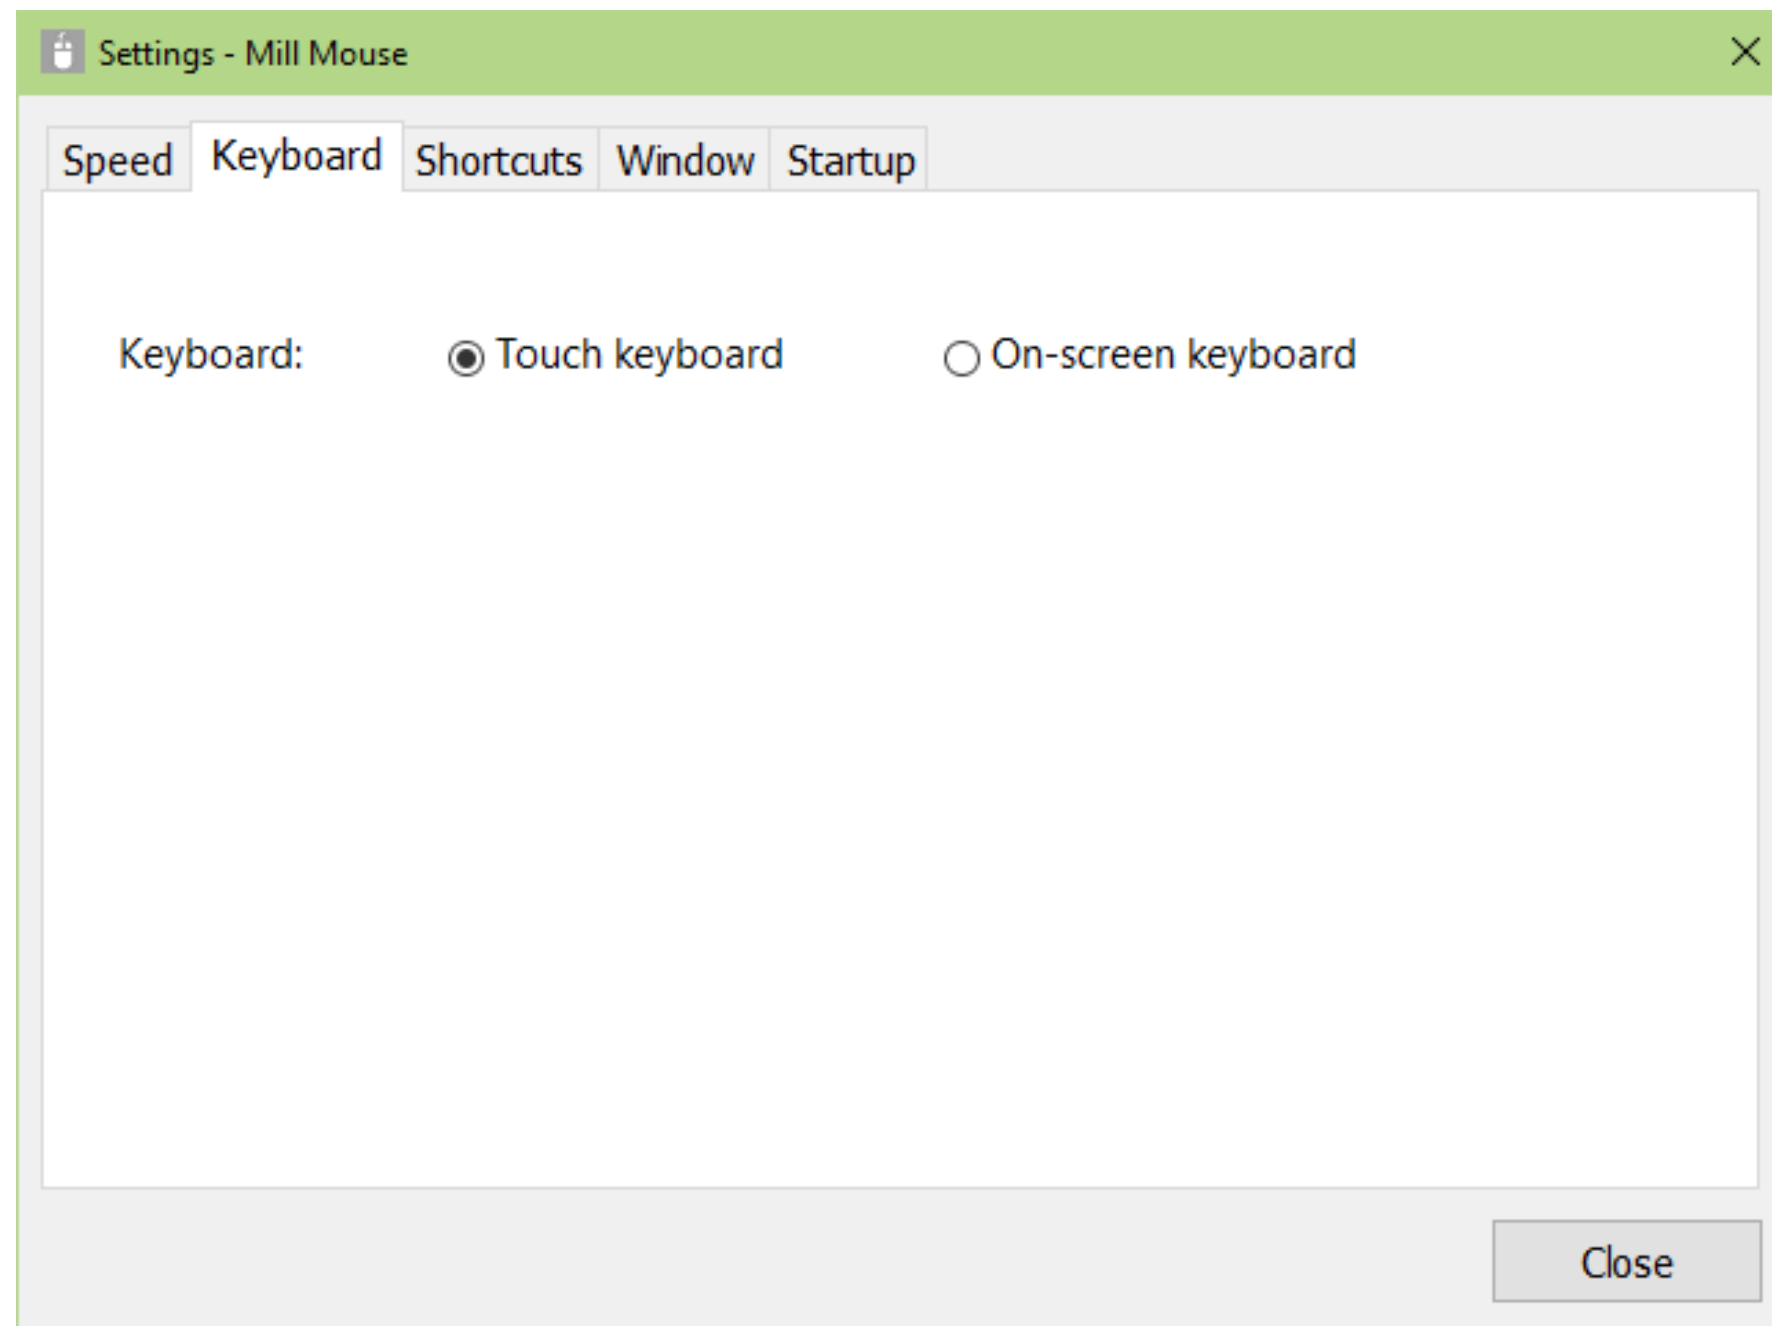 Settings - Mill Mouse
Speed Keyboard Shortcuts Window Startup
Keyboard: Touch keyboard On-screen keyboard
Close